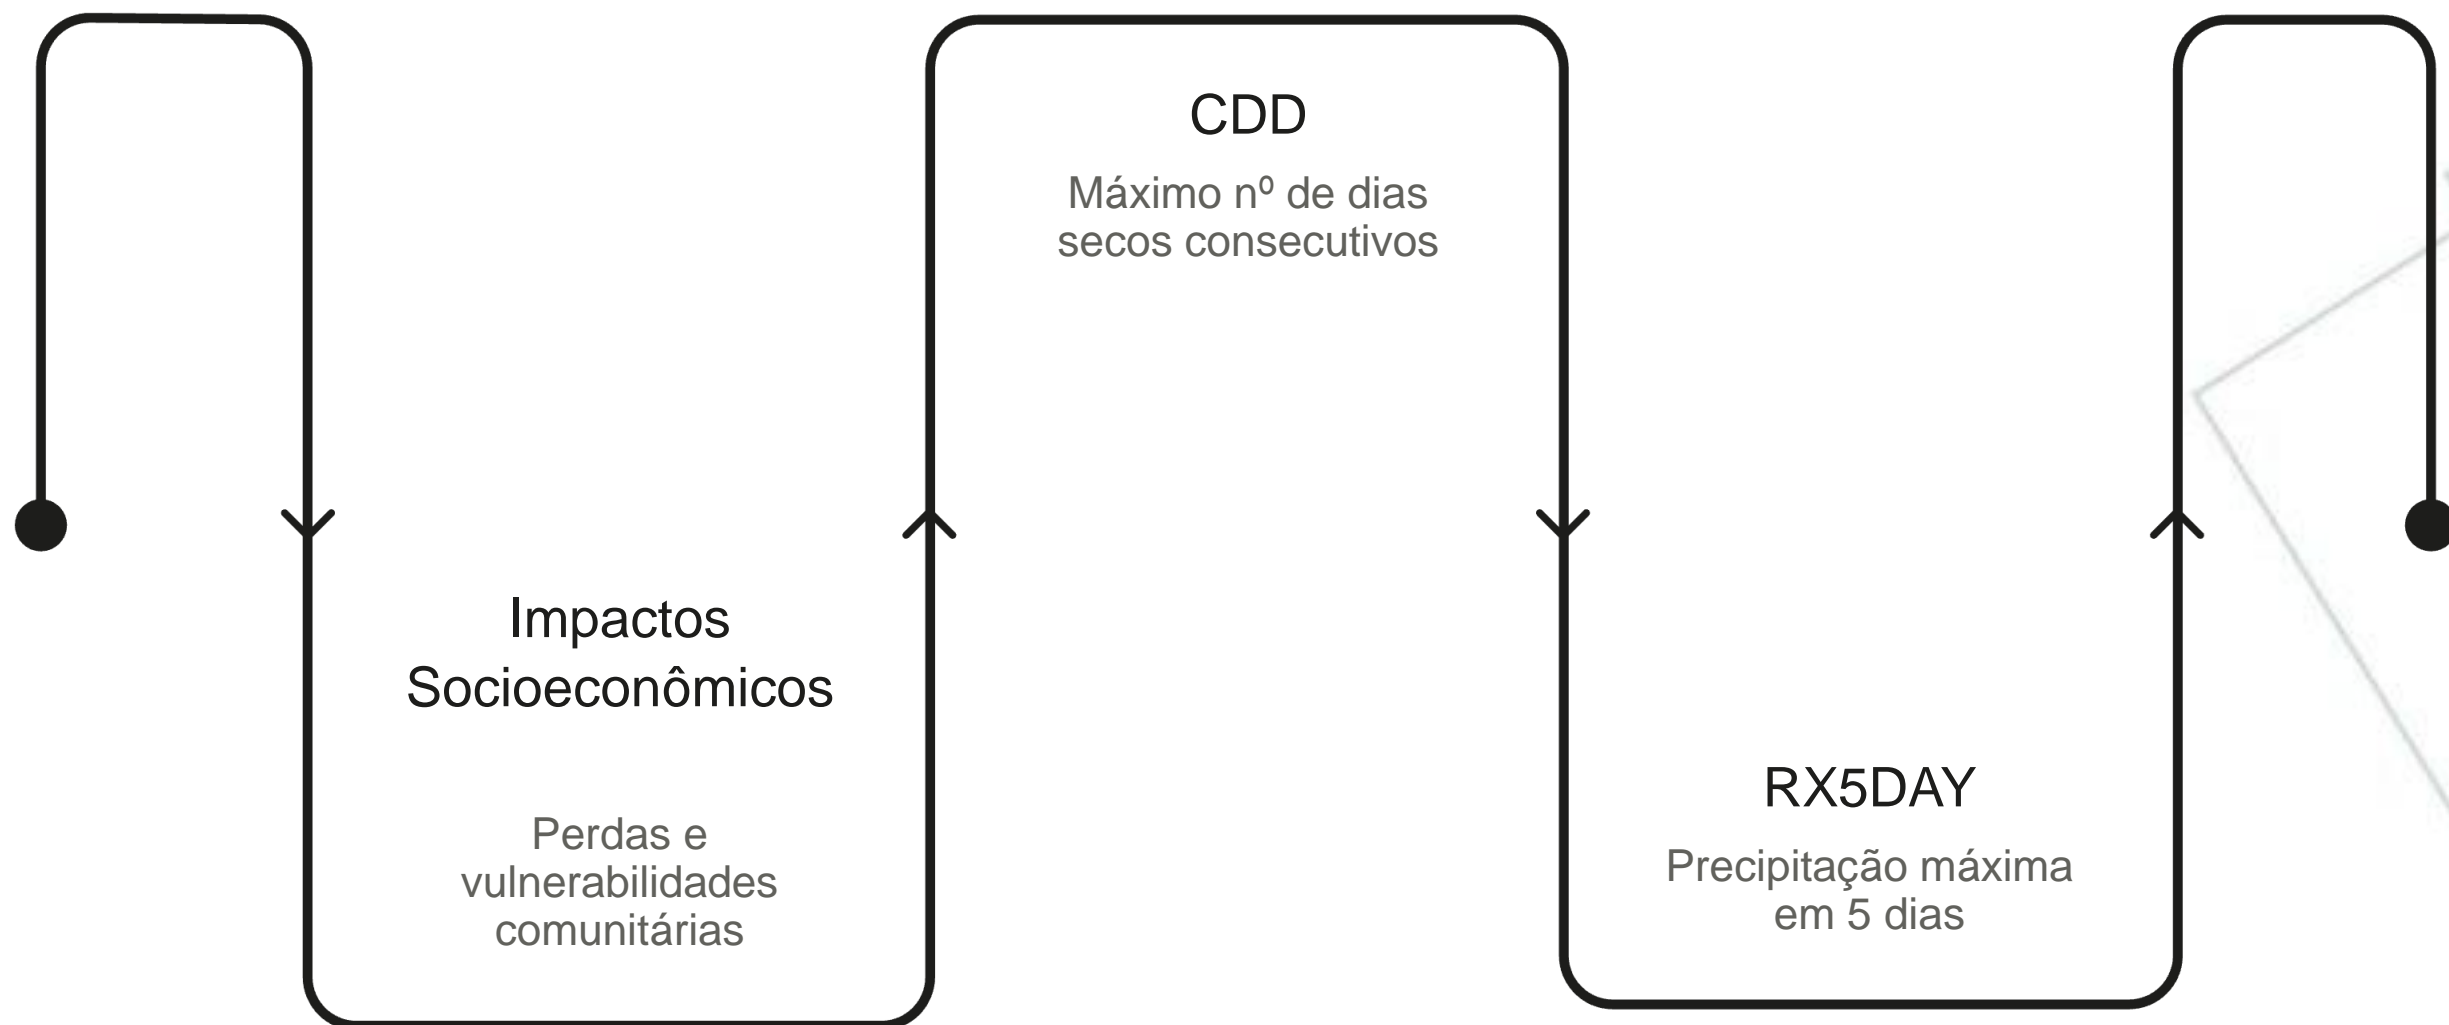 Impactos
Socioeconômicos
Perdas e
vulnerabilidades
comunitárias
CDD
Máximo nº de dias
secos consecutivos
RX5DAY
Precipitação máxima
em 5 dias